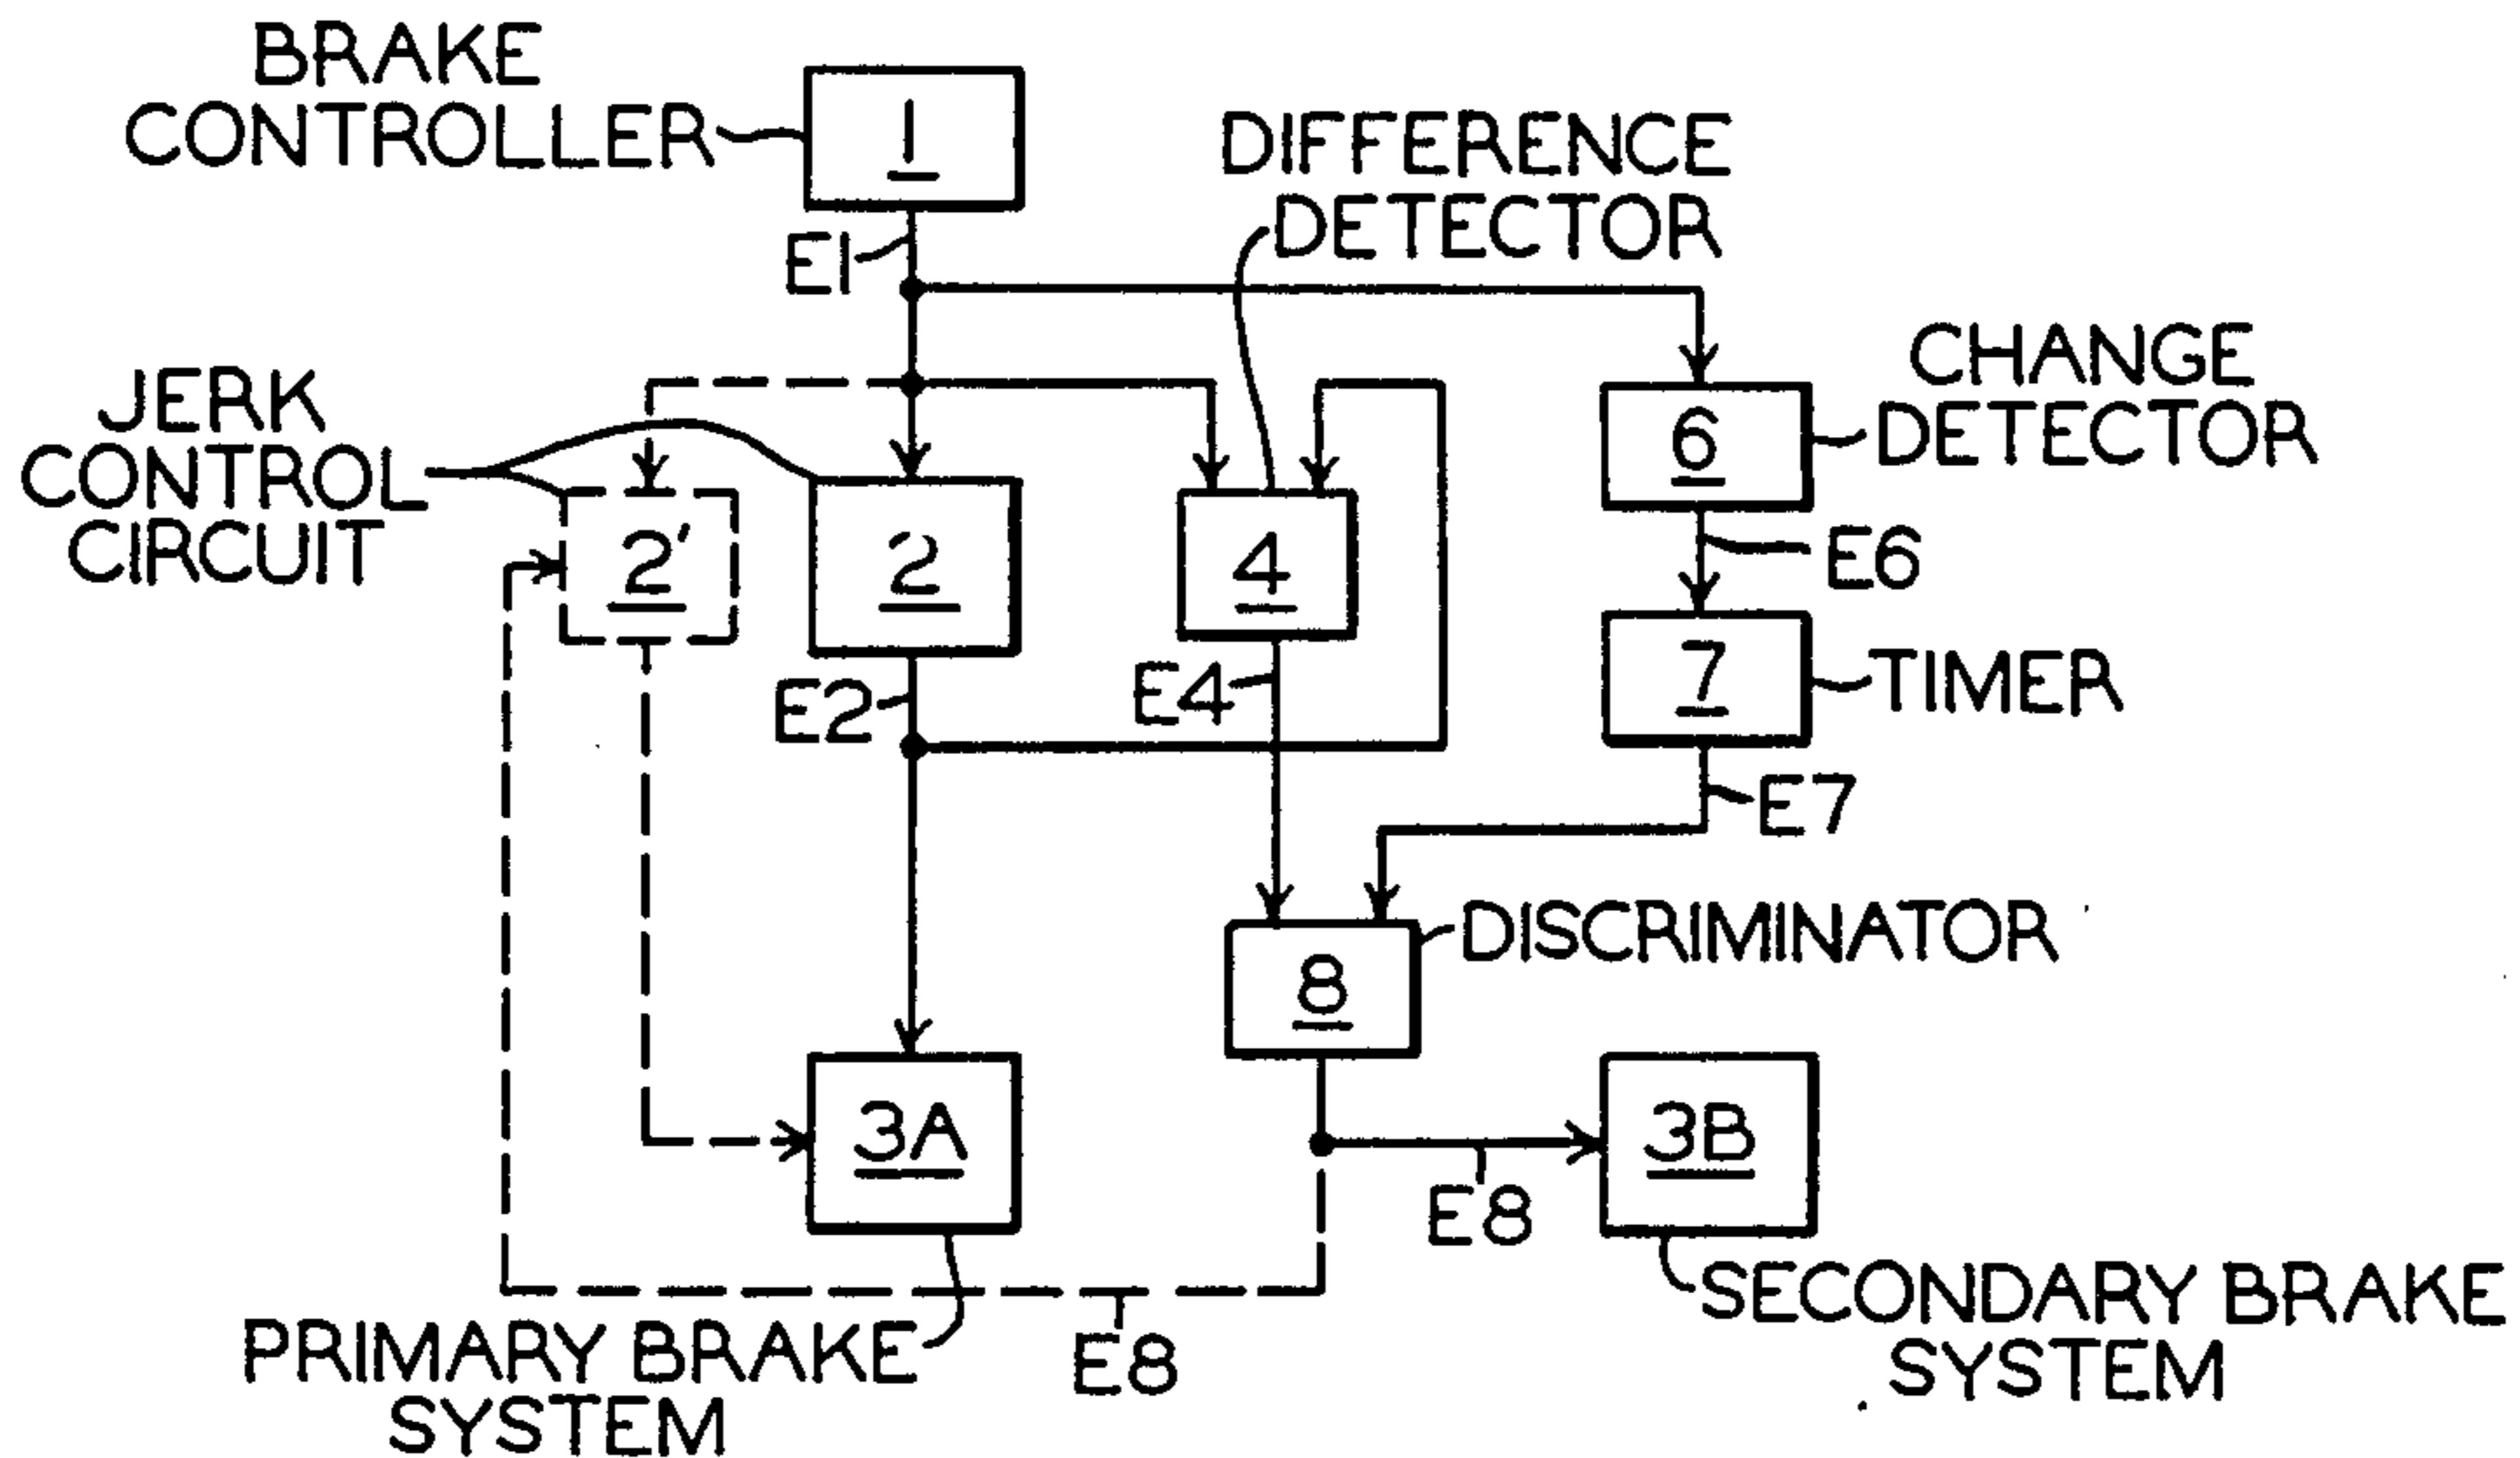 BRAKE
CONTROLLER
1
E1
DIFFERENCE
DETECTOR
JERK
CONTROL
CIRCUIT
2'
2
4
6
CHANGE
DETECTOR
E6
E2
E4
7
TIMER
E7
8
DISCRIMINATOR
3A
3B
E8
PRIMARY BRAKE
SYSTEM
E8
SECONDARY BRAKE
SYSTEM